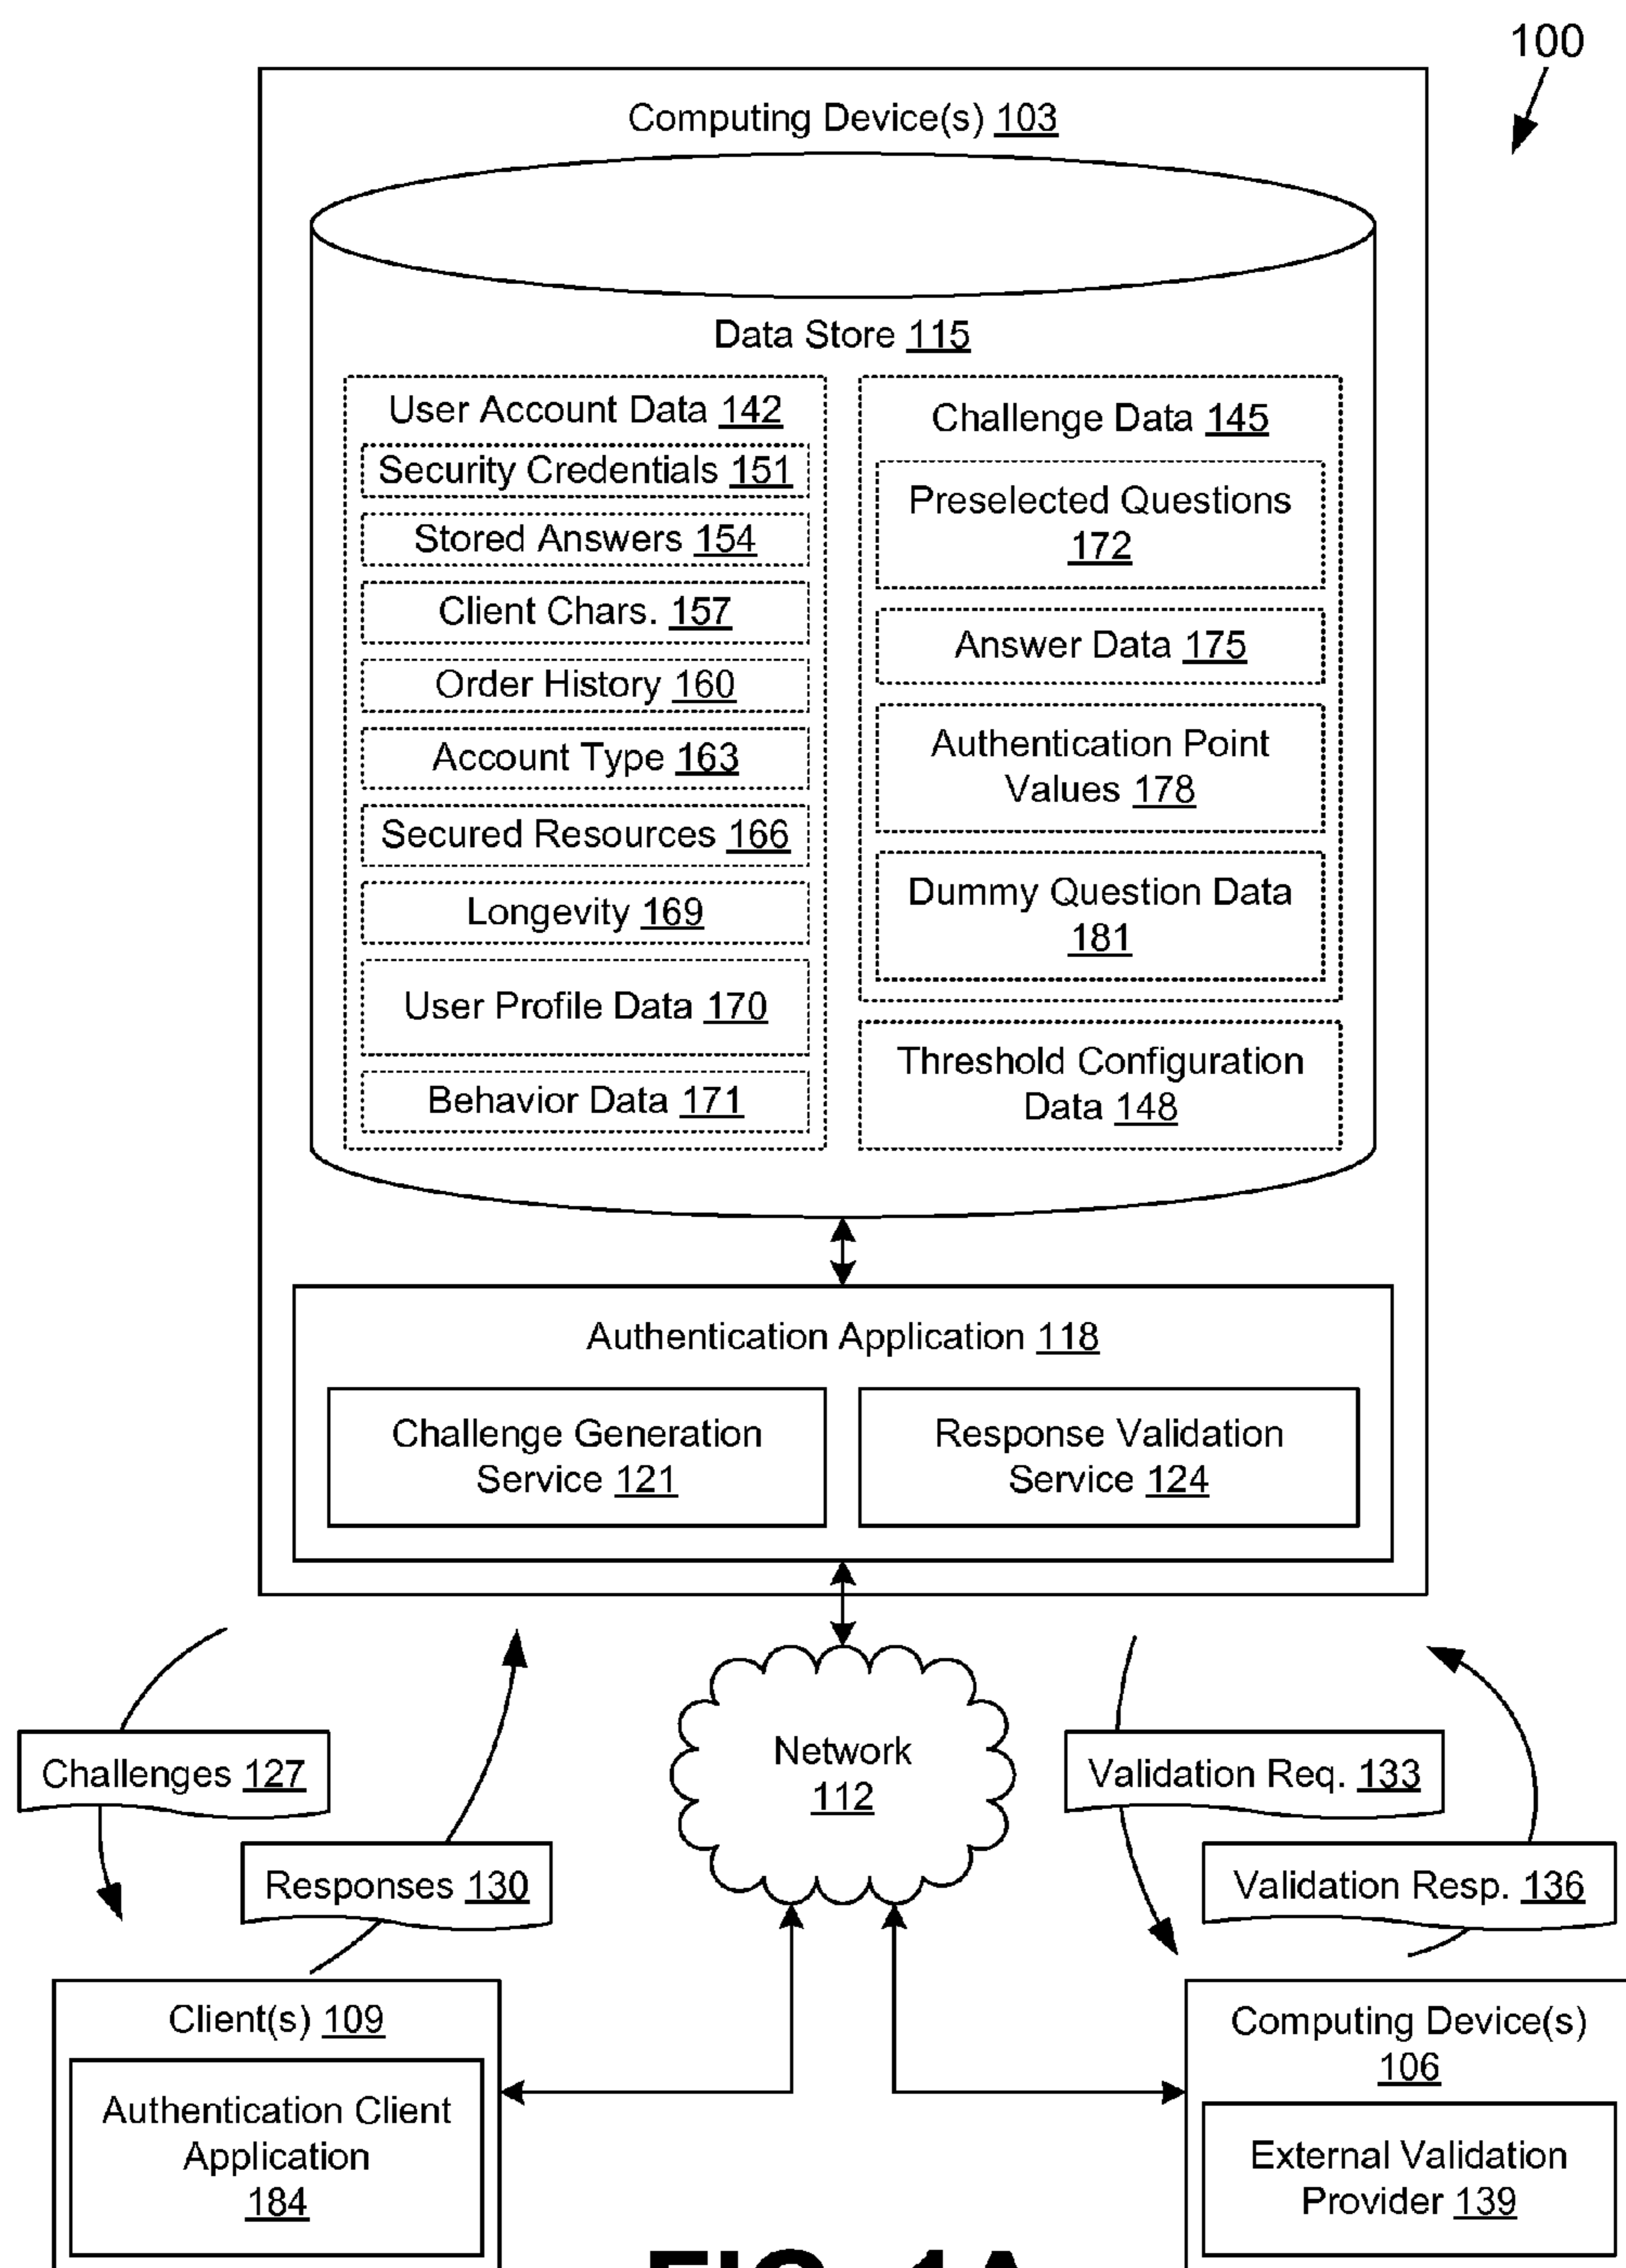 100
Computing Device(s) 103
Data Store 115
User Account Data 142
Security Credentials 151
Stored Answers 154
Client Chars. 157
Order History 160
Account Type 163
Secured Resources 166
Longevity 169
User Profile Data 170
Behavior Data 171
Challenge Data 145
Preselected Questions
172
Answer Data 175
Authentication Point
Values 178
Dummy Question Data
181
Threshold Configuration
Data 148
Authentication Application 118
Challenge Generation
Service 121
Response Validation
Service 124
Challenges 127
Responses 130
Network
112
Validation Req. 133
Validation Resp. 136
Client(s) 109
Authentication Client
Application
184
Computing Device(s)
106
External Validation
Provider 139
FIG. 1A